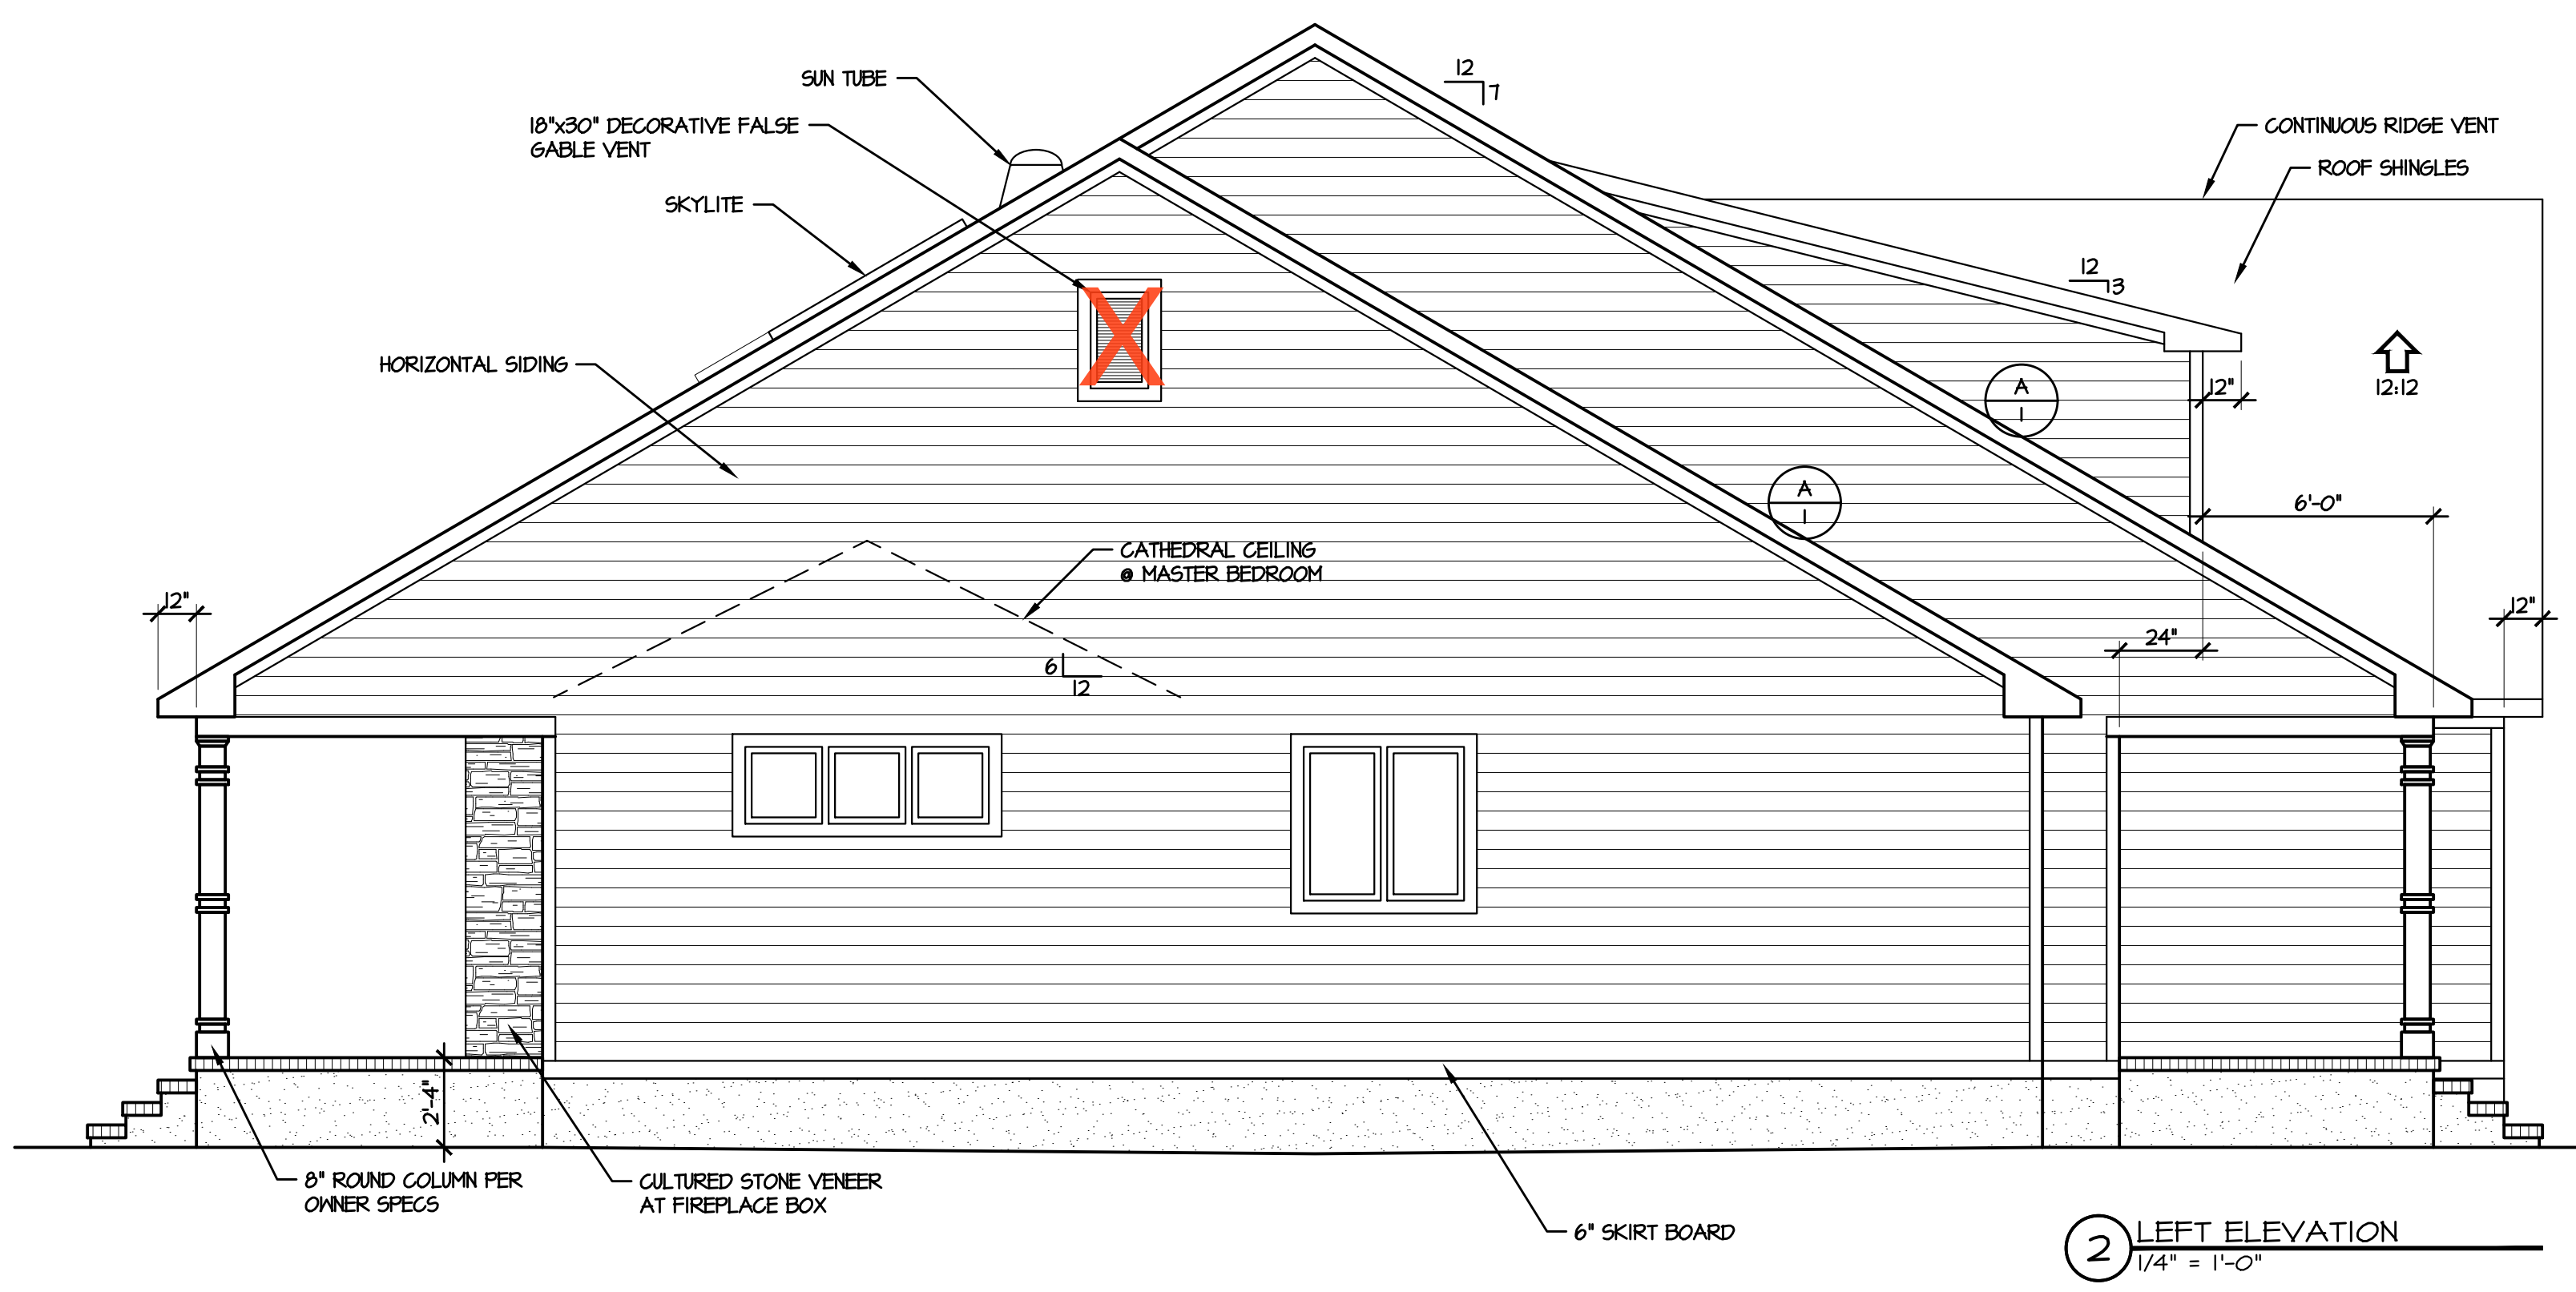 SUN TUBE
12
7
18"x30" DECORATIVE FALSE
GABLE VENT
CONTINUOUS RIDGE VENT
ROOF SHINGLES
SKYLITE
12
3
HORIZONTAL SIDING
A
1
12"
12:12
A
1
6'-0"
CATHEDRAL CEILING
@ MASTER BEDROOM
12"
12"
24"
6
12
2'-4"
8" ROUND COLUMN PER
OWNER SPECS
CULTURED STONE VENEER
AT FIREPLACE BOX
6" SKIRT BOARD
2
LEFT ELEVATION
1/4" = 1'-0"